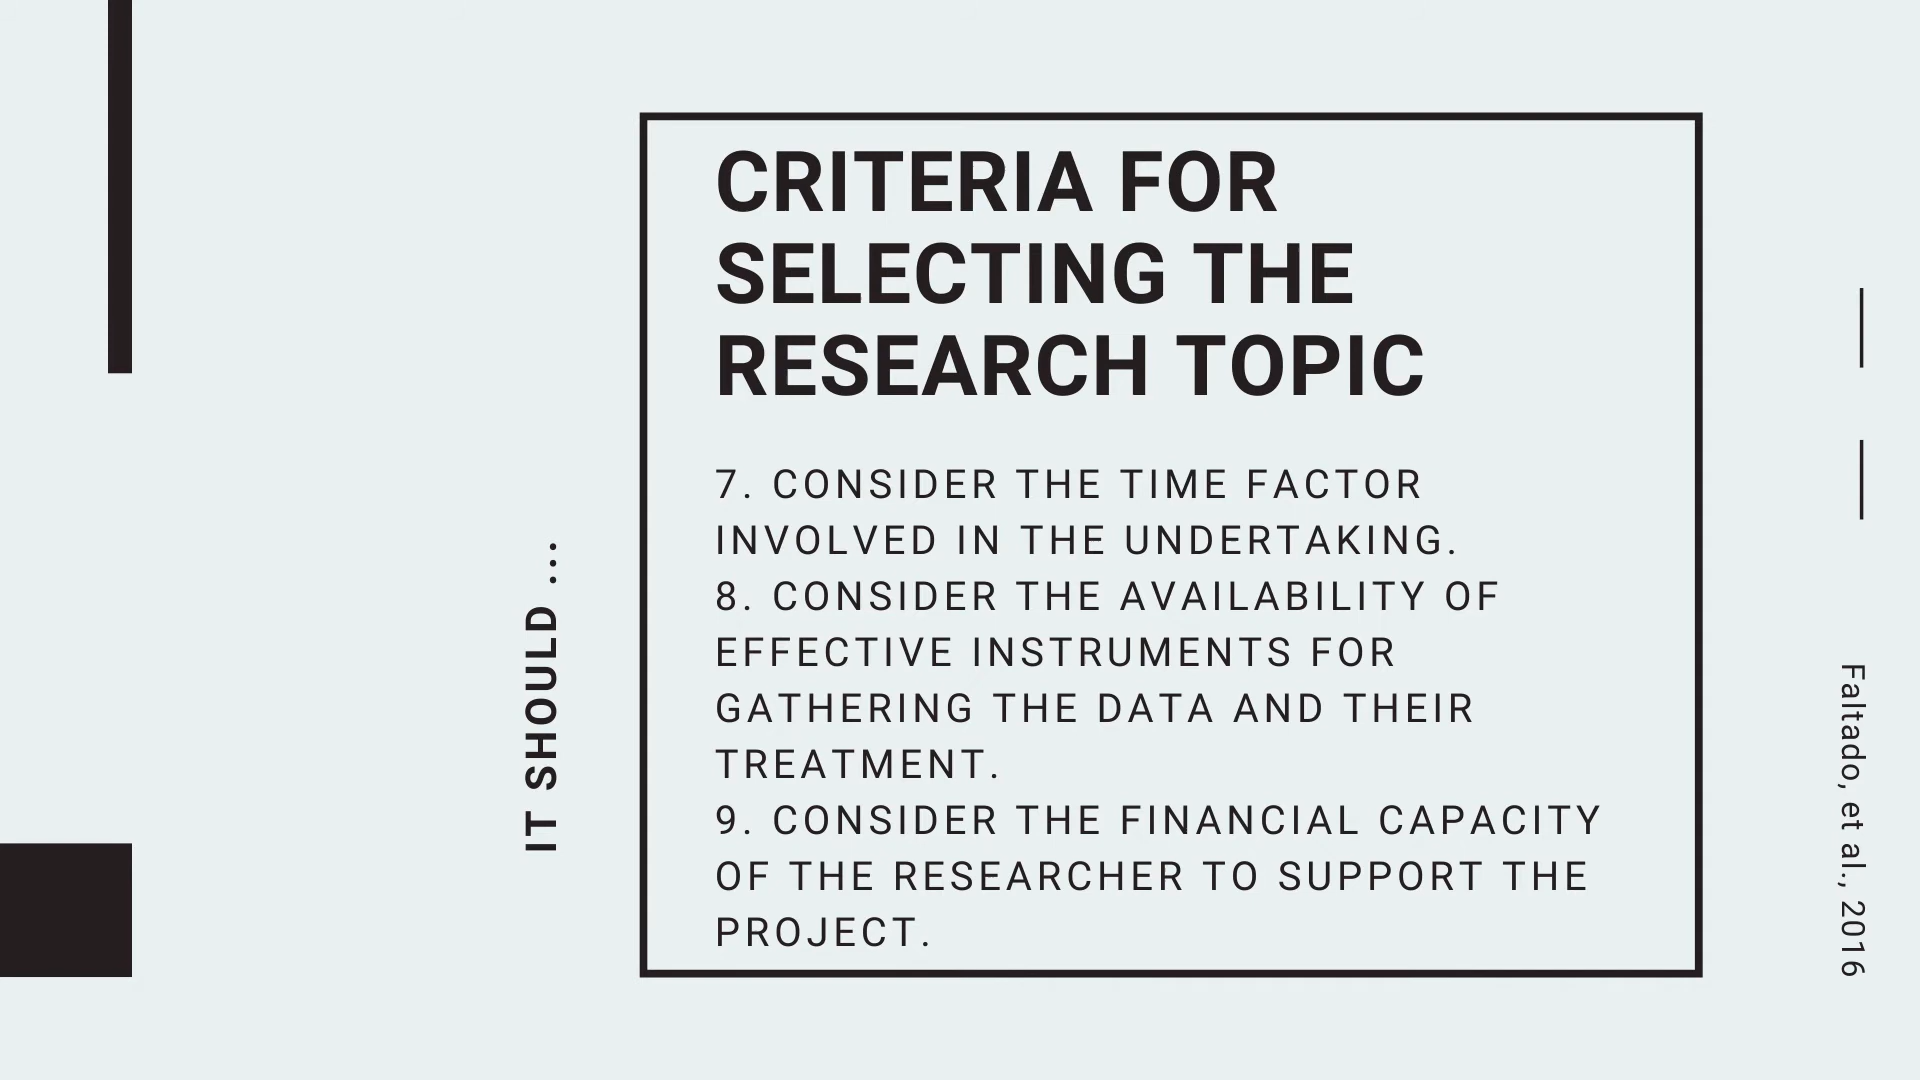 CRITERIA FOR
SELECTING THE
RESEARCH TOPIC
IT SHOULD ...
7. CONSIDER THE TIME FACTOR
INVOLVED IN THE UNDERTAKING.
8. CONSIDER THE AVAILABILITY OF
EFFECTIVE INSTRUMENTS FOR
GATHERING THE DATA AND THEIR
TREATMENT.
9. CONSIDER THE FINANCIAL CAPACITY
OF THE RESEARCHER TO SUPPORT THE
PROJECT.
Faltado, et al., 2016